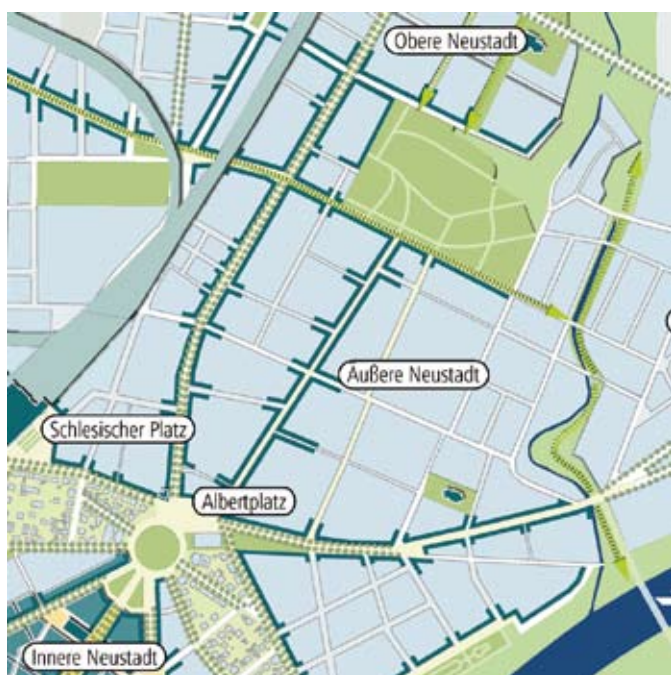 Obere Neustadt
Äußere Neustadt
Schlesischer Platz
Albertplatz
Innere Neustadt